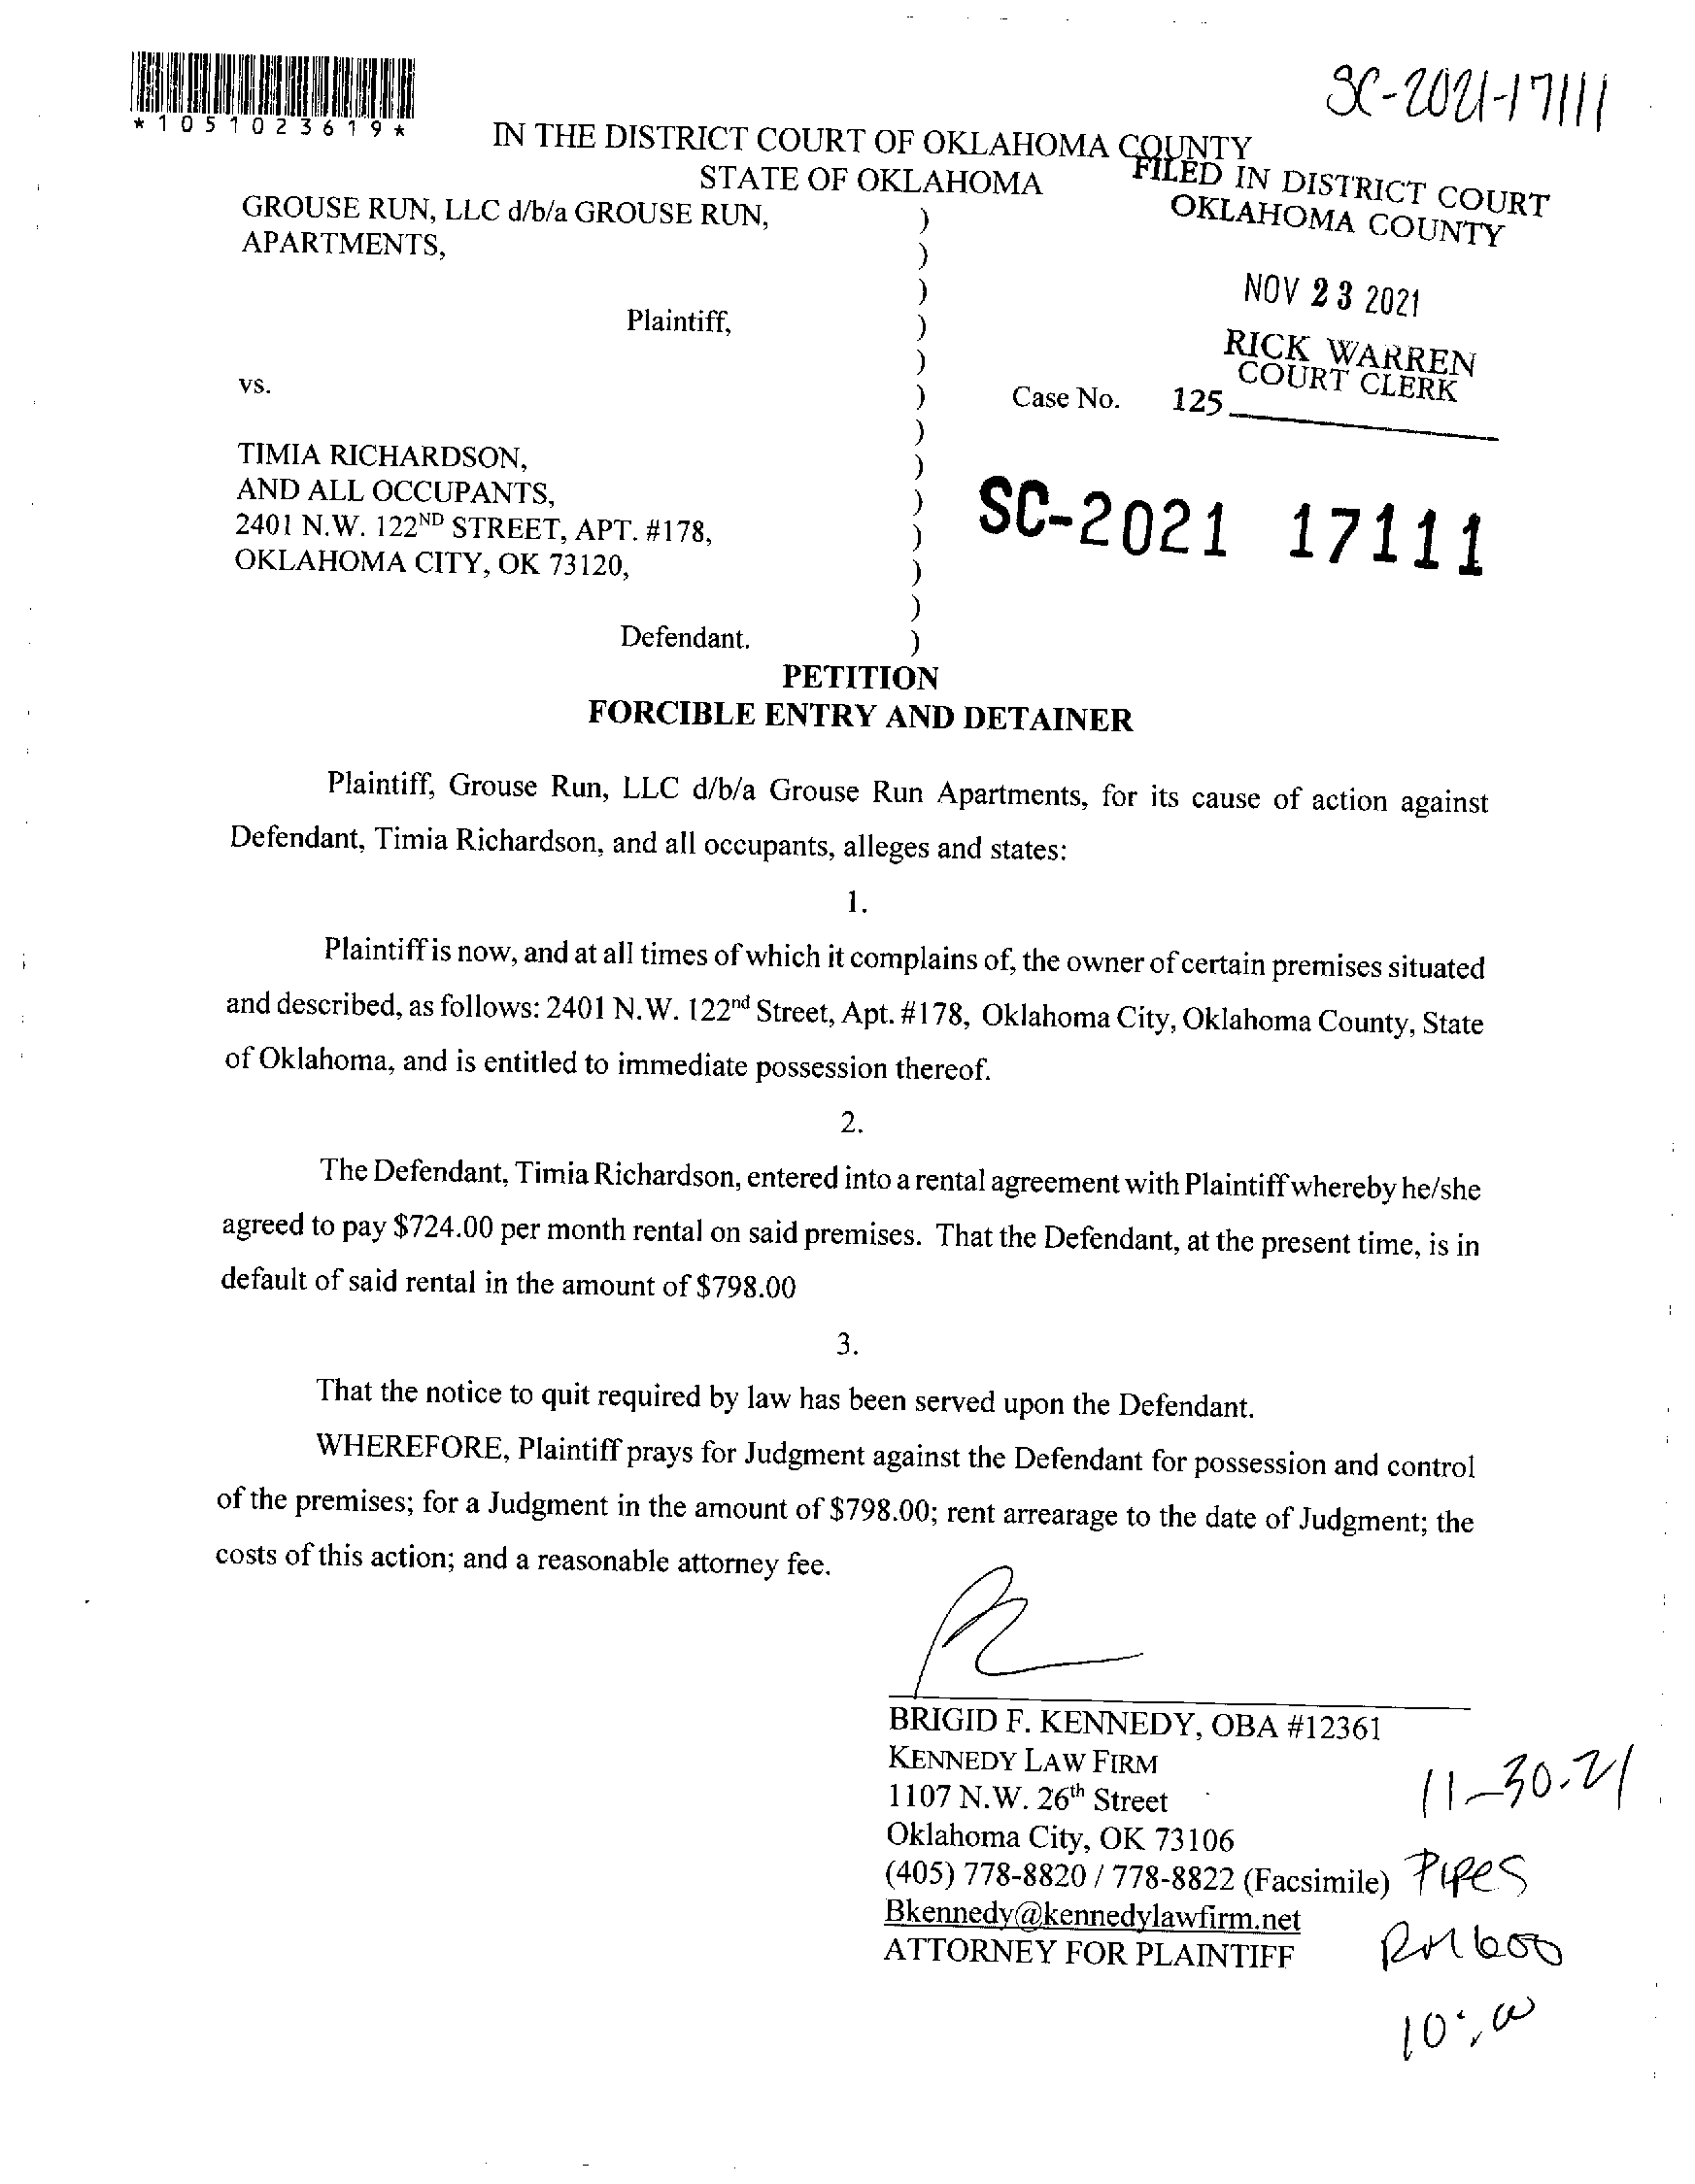 *1051023619*
SC-2021-17111
IN THE DISTRICT COURT OF OKLAHOMA COUNTY
STATE OF OKLAHOMA
FILED IN DISTRICT COURT
OKLAHOMA COUNTY
NOV 23 2021
RICK WARREN
COURT CLERK
125
GROUSE RUN, LLC d/b/a GROUSE RUN, )
APARTMENTS, )
)
Plaintiff, )
)
vs. ) Case No.
)
TIMIA RICHARDSON, )
AND ALL OCCUPANTS, )
2401 N.W. 122ND STREET, APT. #178, )
OKLAHOMA CITY, OK 73120, )
)
Defendant. )
SC-2021 17111
PETITION
FORCIBLE ENTRY AND DETAINER
Plaintiff, Grouse Run, LLC d/b/a Grouse Run Apartments, for its cause of action against
Defendant, Timia Richardson, and all occupants, alleges and states:
1.
Plaintiff is now, and at all times of which it complains of, the owner of certain premises situated
and described, as follows: 2401 N.W. 122nd Street, Apt. #178, Oklahoma City, Oklahoma County, State
of Oklahoma, and is entitled to immediate possession thereof.
2.
The Defendant, Timia Richardson, entered into a rental agreement with Plaintiff whereby he/she
agreed to pay $724.00 per month rental on said premises. That the Defendant, at the present time, is in
default of said rental in the amount of $798.00
3.
That the notice to quit required by law has been served upon the Defendant.
WHEREFORE, Plaintiff prays for Judgment against the Defendant for possession and control
of the premises; for a Judgment in the amount of $798.00; rent arrearage to the date of Judgment; the
costs of this action; and a reasonable attorney fee.
BRIGID F. KENNEDY, OBA #12361
KENNEDY LAW FIRM
1107 N.W. 26th Street
Oklahoma City, OK 73106
(405) 778-8820 / 778-8822 (Facsimile)
Bkennedy@kennedylawfirm.net
ATTORNEY FOR PLAINTIFF
11-30-21
Pipes